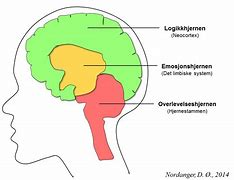 Logikkhjernen
(Neocortex)
Emosjonshjernen
(Det limbiske system)
Overlevelseshjernen
(Hjernestammen)
Nordanger, D. Ø., 2014